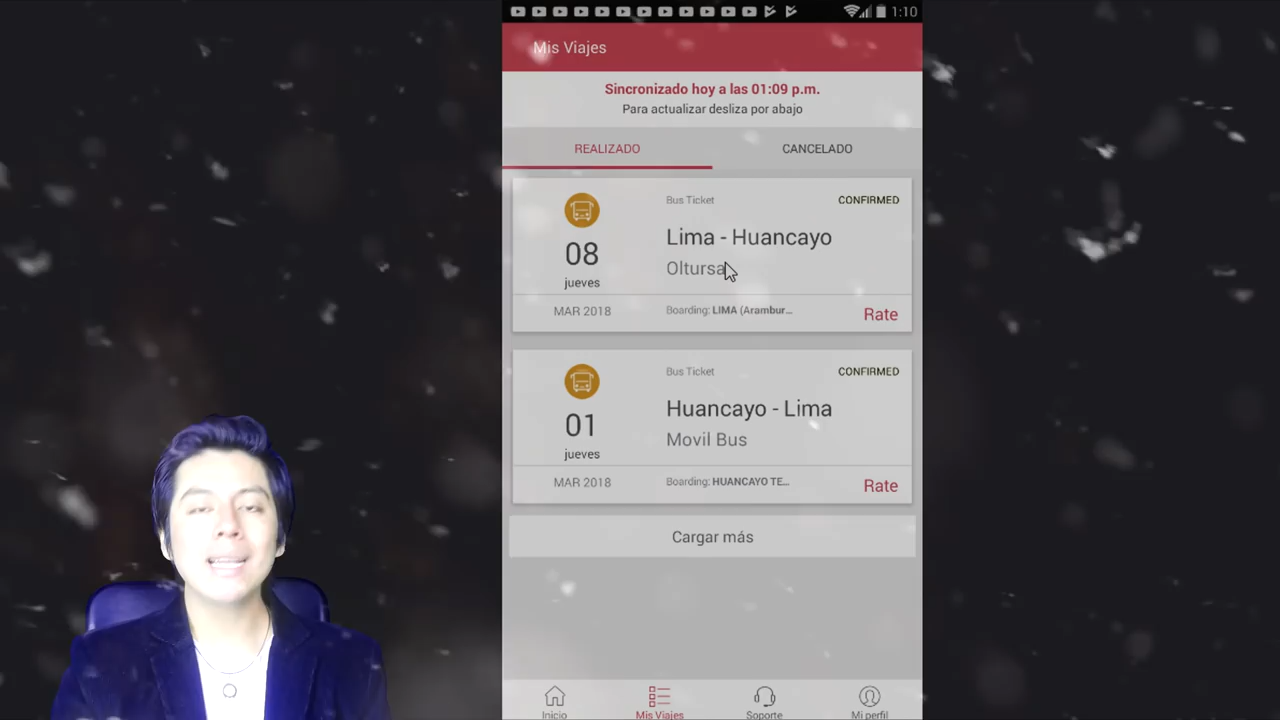 1:10
Mis Viajes
Sincronizado hoy a las 01:09 p.m.
Para actualizar desliza por abajo
REALIZADO CANCELADO
Bus Ticket CONFIRMED
08 Lima - Huancayo
jueves Oltursa
MAR 2018 Boarding: LIMA (Arambur... Rate
Bus Ticket CONFIRMED
01 Huancayo - Lima
jueves Movil Bus
MAR 2018 Boarding: HUANCAYO TE... Rate
Cargar más
Inicio Mis Viajes Soporte Mi perfil